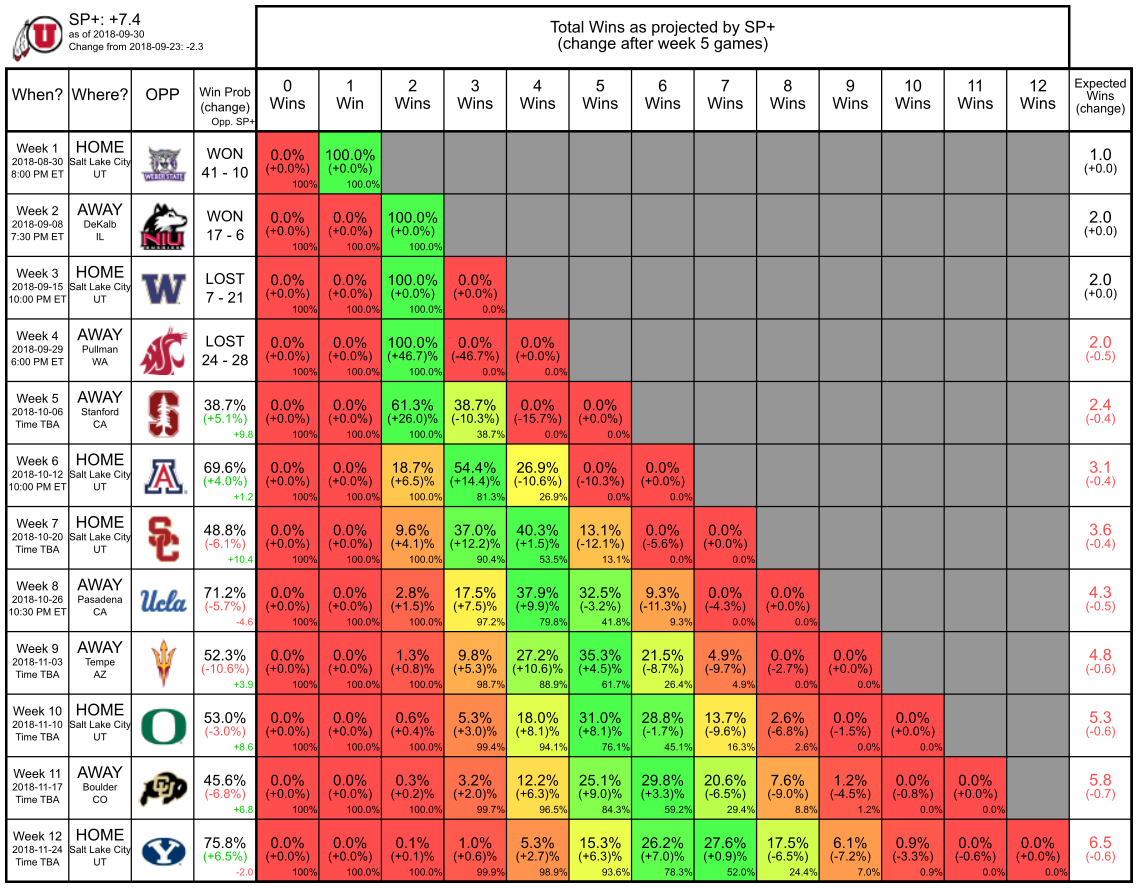 SP+: +7.4
as of 2018-09-30
Change from 2018-09-23: -2.3
Total Wins as projected by SP+
(change after week 5 games)
When? Where? OPP Win Prob (change) Opp. SP+ 0 Wins 1 Win 2 Wins 3 Wins 4 Wins 5 Wins 6 Wins 7 Wins 8 Wins 9 Wins 10 Wins 11 Wins 12 Wins Expected Wins (change)
Week 1 HOME WEBER STATE WON 0.0% 100.0% 1.0
2018-08-30 Salt Lake City (+0.0%) (+0.0%) (+0.0)
8:00 PM ET UT 41 - 10 100% 100.0%
Week 2 AWAY NIU HUSKIES WON 0.0% 0.0% 100.0% 2.0
2018-09-08 DeKalb (+0.0%) (+0.0%) (+0.0%) (+0.0)
7:30 PM ET IL 17 - 6 100% 100.0% 100.0%
Week 3 HOME W LOST 0.0% 0.0% 100.0% 0.0% 2.0
2018-09-15 Salt Lake City (+0.0%) (+0.0%) (+0.0%) (+0.0%) (+0.0)
10:00 PM ET UT 7 - 21 100% 100.0% 100.0% 0.0%
Week 4 AWAY LOST 0.0% 0.0% 100.0% 0.0% 0.0% 2.0
2018-09-29 Pullman (+0.0%) (+0.0%) (+46.7)% (-46.7%) (+0.0%) (-0.5)
6:00 PM ET WA 24 - 28 100% 100.0% 100.0% 0.0% 0.0%
Week 5 AWAY S 38.7% 0.0% 0.0% 61.3% 38.7% 0.0% 0.0% 2.4
2018-10-06 Stanford (+5.1%) (+0.0%) (+0.0%) (+26.0)% (-10.3%) (-15.7%) (+0.0%) (-0.4)
Time TBA CA +9.8 100% 100.0% 100.0% 38.7% 0.0% 0.0%
Week 6 HOME A 69.6% 0.0% 0.0% 18.7% 54.4% 26.9% 0.0% 0.0% 3.1
2018-10-12 Salt Lake City (+4.0%) (+0.0%) (+0.0%) (+6.5)% (+14.4)% (-10.6%) (-10.3%) (+0.0%) (-0.4)
10:00 PM ET UT +1.2 100% 100.0% 100.0% 81.3% 26.9% 0.0% 0.0%
Week 7 HOME SC 48.8% 0.0% 0.0% 9.6% 37.0% 40.3% 13.1% 0.0% 0.0% 3.6
2018-10-20 Salt Lake City (-6.1%) (+0.0%) (+0.0%) (+4.1)% (+12.2)% (+1.5)% (-12.1%) (-5.6%) (+0.0%) (-0.4)
Time TBA UT +10.4 100% 100.0% 100.0% 90.4% 53.5% 13.1% 0.0% 0.0%
Week 8 AWAY Ucla 71.2% 0.0% 0.0% 2.8% 17.5% 37.9% 32.5% 9.3% 0.0% 0.0% 4.3
2018-10-26 Pasadena (-5.7%) (+0.0%) (+0.0%) (+1.5)% (+7.5)% (+9.9)% (-3.2%) (-11.3%) (-4.3%) (+0.0%) (-0.5)
10:30 PM ET CA -4.6 100% 100.0% 100.0% 97.2% 79.8% 41.8% 9.3% 0.0% 0.0%
Week 9 AWAY 52.3% 0.0% 0.0% 1.3% 9.8% 27.2% 35.3% 21.5% 4.9% 0.0% 0.0% 4.8
2018-11-03 Tempe (-10.6%) (+0.0%) (+0.0%) (+0.8)% (+5.3)% (+10.6)% (+4.5)% (-8.7%) (-9.7%) (-2.7%) (+0.0%) (-0.6)
Time TBA AZ +3.9 100% 100.0% 100.0% 98.7% 88.9% 61.7% 26.4% 4.9% 0.0% 0.0%
Week 10 HOME O 53.0% 0.0% 0.0% 0.6% 5.3% 18.0% 31.0% 28.8% 13.7% 2.6% 0.0% 0.0% 5.3
2018-11-10 Salt Lake City (-3.0%) (+0.0%) (+0.0%) (+0.4)% (+3.0)% (+8.1)% (+8.1)% (-1.7%) (-9.6%) (-6.8%) (-1.5%) (+0.0%) (-0.6)
Time TBA UT +8.6 100% 100.0% 100.0% 99.4% 94.1% 76.1% 45.1% 16.3% 2.6% 0.0% 0.0%
Week 11 AWAY CU 45.6% 0.0% 0.0% 0.3% 3.2% 12.2% 25.1% 29.8% 20.6% 7.6% 1.2% 0.0% 0.0% 5.8
2018-11-17 Boulder (-6.8%) (+0.0%) (+0.0%) (+0.2)% (+2.0)% (+6.3)% (+9.0)% (+3.3)% (-6.5%) (-9.0%) (-4.5%) (-0.8%) (+0.0%) (-0.7)
Time TBA CO +6.8 100% 100.0% 100.0% 99.7% 96.5% 84.3% 59.2% 29.4% 8.8% 1.2% 0.0% 0.0%
Week 12 HOME Y 75.8% 0.0% 0.0% 0.1% 1.0% 5.3% 15.3% 26.2% 27.6% 17.5% 6.1% 0.9% 0.0% 0.0% 6.5
2018-11-24 Salt Lake City (+6.5%) (+0.0%) (+0.0%) (+0.1)% (+0.6)% (+2.7)% (+6.3)% (+7.0)% (+0.9)% (-6.5%) (-7.2%) (-3.3%) (-0.6%) (+0.0%) (-0.6)
Time TBA UT -2.0 100% 100.0% 100.0% 99.9% 98.9% 93.6% 78.3% 52.0% 24.4% 7.0% 0.9% 0.0% 0.0%